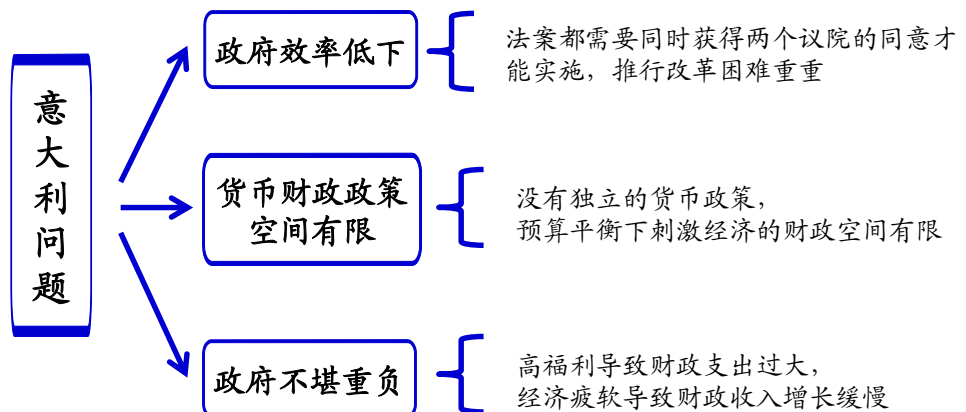 意大利问题
政府效率低下
法案都需要同时获得两个议院的同意才
能实施，推行改革困难重重
货币财政政策
空间有限
没有独立的货币政策，
预算平衡下刺激经济的财政空间有限
政府不堪重负
高福利导致财政支出过大，
经济疲软导致财政收入增长缓慢